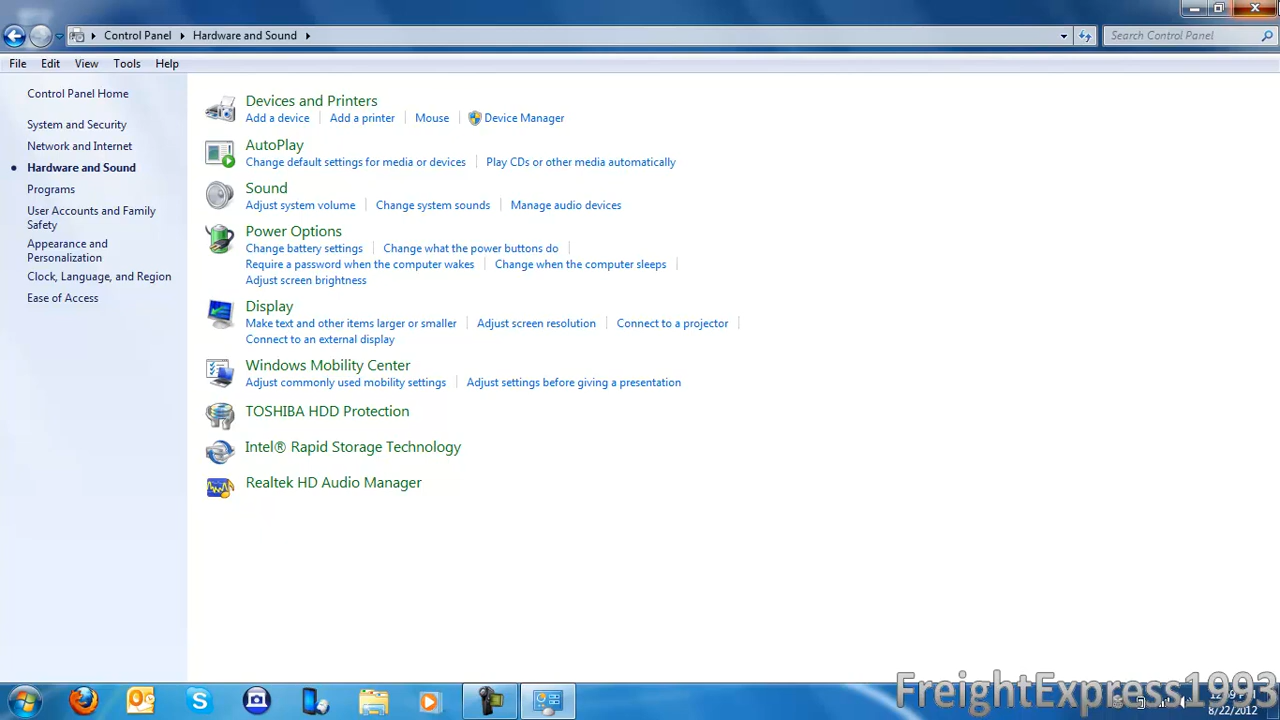 Control Panel Hardware and Sound Search Control Panel
File Edit View Tools Help
Control Panel Home
System and Security
Network and Internet
Hardware and Sound
Programs
User Accounts and Family
Safety
Appearance and
Personalization
Clock, Language, and Region
Ease of Access
Devices and Printers
Add a device Add a printer Mouse Device Manager
AutoPlay
Change default settings for media or devices Play CDs or other media automatically
Sound
Adjust system volume Change system sounds Manage audio devices
Power Options
Change battery settings Change what the power buttons do
Require a password when the computer wakes Change when the computer sleeps
Adjust screen brightness
Display
Make text and other items larger or smaller Adjust screen resolution Connect to a projector
Connect to an external display
Windows Mobility Center
Adjust commonly used mobility settings Adjust settings before giving a presentation
TOSHIBA HDD Protection
Intel® Rapid Storage Technology
Realtek HD Audio Manager
FreightExpress1993
8/22/2012